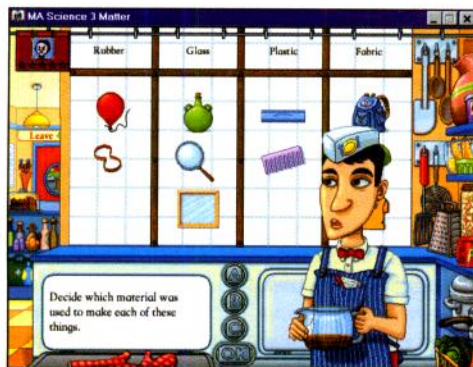 MA Science 3 Matter
Rubber Glass Plastic Fabric
Leave
Decide which material was
used to make each of these
things.
A
B
C
OK